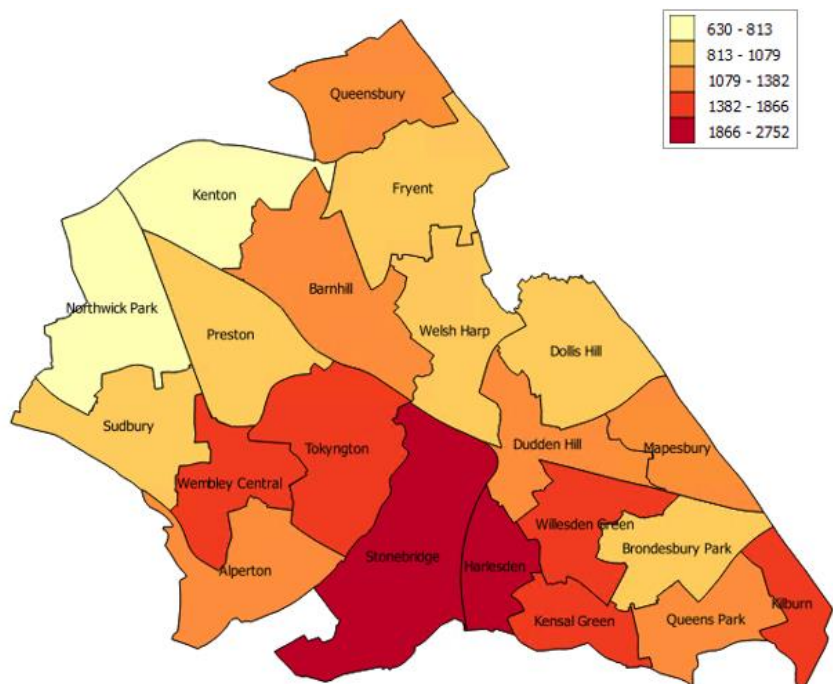 630 - 813
813 - 1079
1079 - 1382
1382 - 1866
1866 - 2752
Queensbury
Kenton
Fryent
Barnhill
Northwick Park
Preston
Welsh Harp
Dollis Hill
Sudbury
Tokyngton
Dudden Hill
Mapesbury
Wembley Central
Willesden Green
Brondesbury Park
Alperton
Stonebridge
Harlesden
Kilburn
Kensal Green
Queens Park